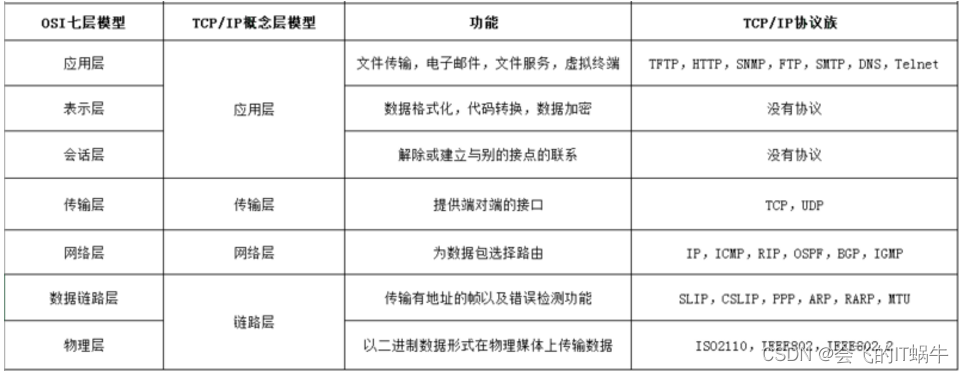 OSI七层模型 TCP/IP概念层模型 功能 TCP/IP协议族
应用层 文件传输，电子邮件，文件服务，虚拟终端 TFTP，HTTP，SNMP，FTP，SMTP，DNS，Telnet
表示层 应用层 数据格式化，代码转换，数据加密 没有协议
会话层 解除或建立与别的接点的联系 没有协议
传输层 传输层 提供端对端的接口 TCP，UDP
网络层 网络层 为数据包选择路由 IP，ICMP，RIP，OSPF，BGP，IGMP
数据链路层 传输有地址的帧以及错误检测功能 SLIP，CSLIP，PPP，ARP，RARP，MTU
链路层
物理层 以二进制数据形式在物理媒体上传输数据 ISO2110，IEEE802，IEEE802.2
CSDN @会飞的IT蜗牛